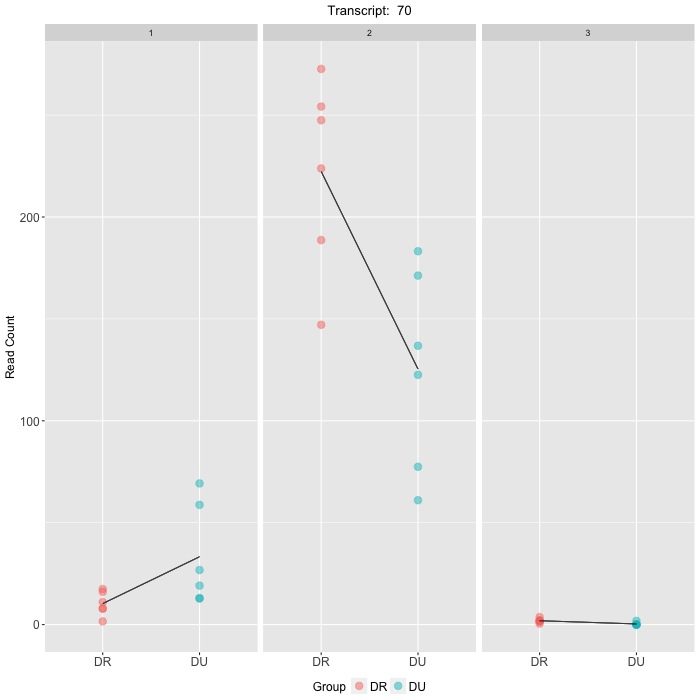 Transcript: 70
1 2 3
Read Count
200
100
0
DR DU DR DU DR DU
Group DR DU